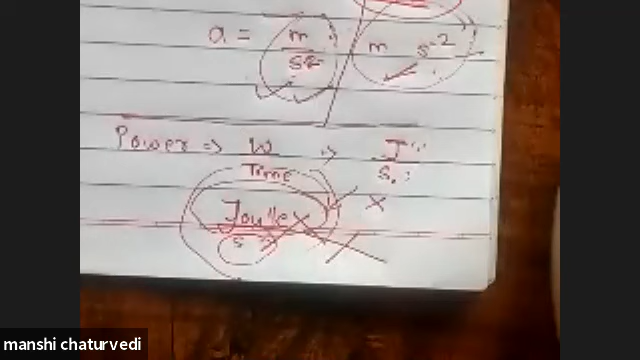 a = m/s² | m s⁻²
Power ⇒ W/Time ⇒ J/s
Joule/s ×
manshi chaturvedi